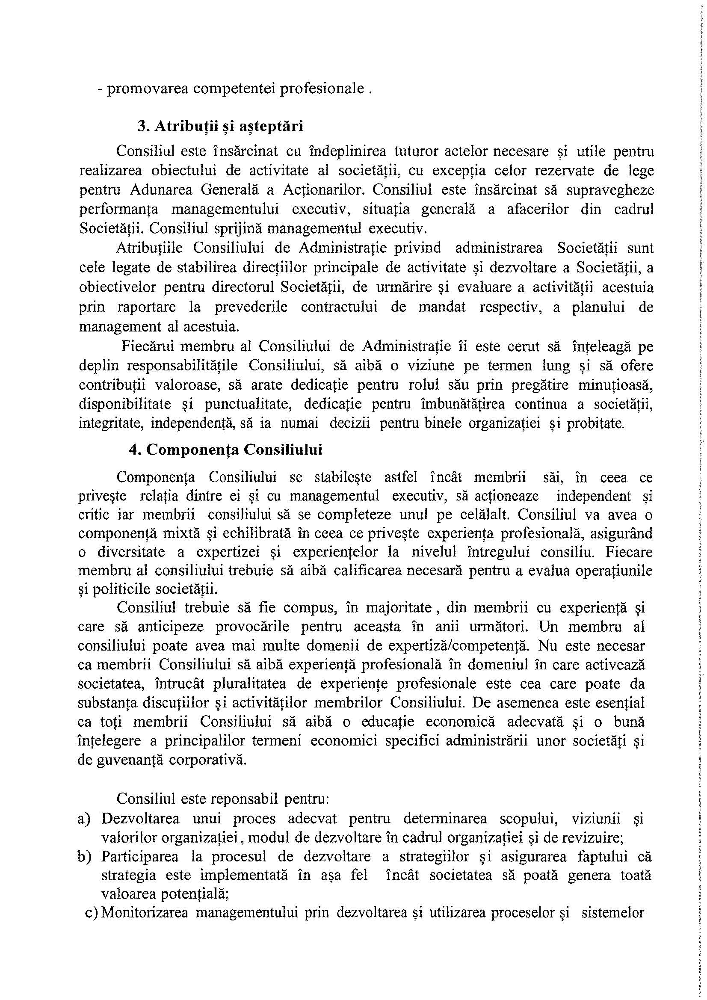 - promovarea competentei profesionale .
3. Atribuții și așteptări
Consiliul este însărcinat cu îndeplinirea tuturor actelor necesare și utile pentru
realizarea obiectului de activitate al societății, cu excepția celor rezervate de lege
pentru Adunarea Generală a Acționarilor. Consiliul este însărcinat să supravegheze
performanța managementului executiv, situația generală a afacerilor din cadrul
Societății. Consiliul sprijină managementul executiv.
Atribuțiile Consiliului de Administrație privind administrarea Societății sunt
cele legate de stabilirea direcțiilor principale de activitate și dezvoltare a Societății, a
obiectivelor pentru directorul Societății, de urmărire și evaluare a activității acestuia
prin raportare la prevederile contractului de mandat respectiv, a planului de
management al acestuia.
Fiecărui membru al Consiliului de Administrație îi este cerut să înțeleagă pe
deplin responsabilitățile Consiliului, să aibă o viziune pe termen lung și să ofere
contribuții valoroase, să arate dedicație pentru rolul său prin pregătire minuțioasă,
disponibilitate și punctualitate, dedicație pentru îmbunătățirea continua a societății,
integritate, independență, să ia numai decizii pentru binele organizației și probitate.
4. Componența Consiliului
Componența Consiliului se stabilește astfel încât membrii săi, în ceea ce
privește relația dintre ei și cu managementul executiv, să acționeaze independent și
critic iar membrii consiliului să se completeze unul pe celălalt. Consiliul va avea o
componență mixtă și echilibrată în ceea ce privește experiența profesională, asigurând
o diversitate a expertizei și experiențelor la nivelul întregului consiliu. Fiecare
membru al consiliului trebuie să aibă calificarea necesară pentru a evalua operațiunile
și politicile societății.
Consiliul trebuie să fie compus, în majoritate , din membrii cu experiență și
care să anticipeze provocările pentru aceasta în anii următori. Un membru al
consiliului poate avea mai multe domenii de expertiză/competență. Nu este necesar
ca membrii Consiliului să aibă experiență profesională în domeniul în care activează
societatea, întrucât pluralitatea de experiențe profesionale este cea care poate da
substanța discuțiilor și activităților membrilor Consiliului. De asemenea este esențial
ca toți membrii Consiliului să aibă o educație economică adecvată și o bună
înțelegere a principalilor termeni economici specifici administrării unor societăți și
de guvenanță corporativă.
Consiliul este reponsabil pentru:
a) Dezvoltarea unui proces adecvat pentru determinarea scopului, viziunii și
valorilor organizației , modul de dezvoltare în cadrul organizației și de revizuire;
b) Participarea la procesul de dezvoltare a strategiilor și asigurarea faptului că
strategia este implementată în așa fel încât societatea să poată genera toată
valoarea potențială;
c) Monitorizarea managementului prin dezvoltarea și utilizarea proceselor și sistemelor